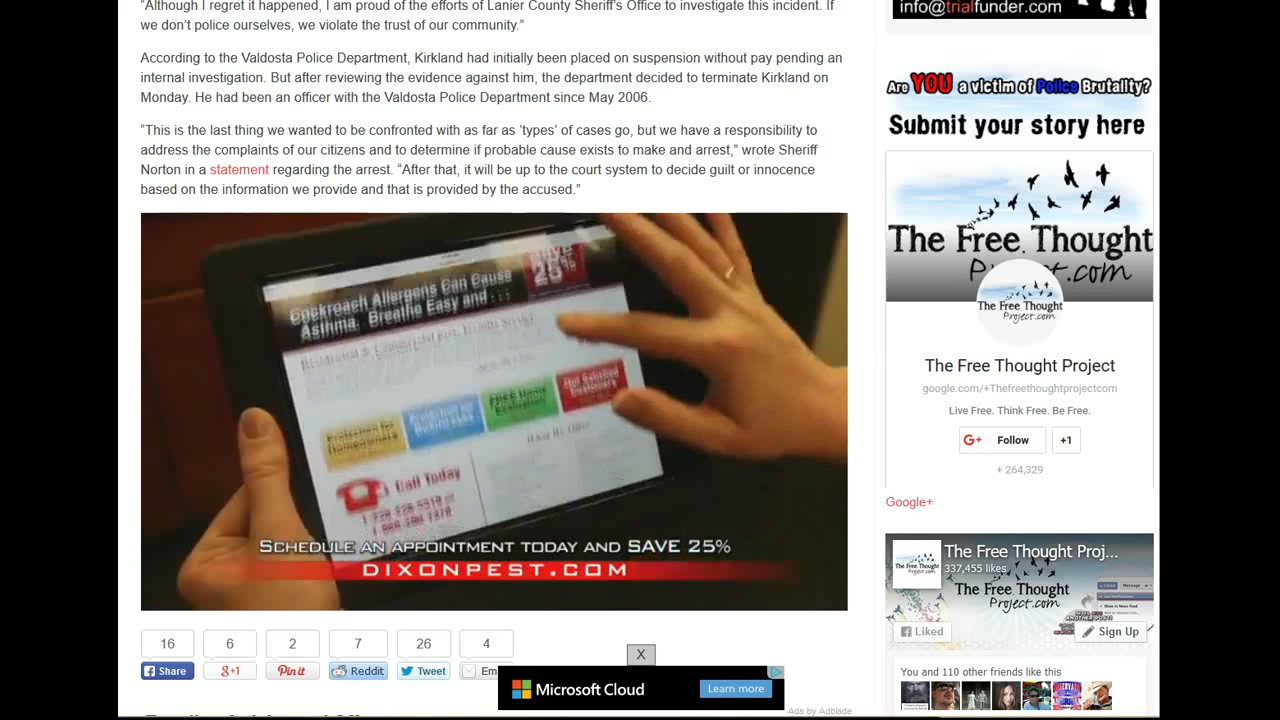 “Although I regret it happened, I am proud of the efforts of Lanier County Sheriff’s Office to investigate this incident. If
we don’t police ourselves, we violate the trust of our community.”
According to the Valdosta Police Department, Kirkland had initially been placed on suspension without pay pending an
internal investigation. But after reviewing the evidence against him, the department decided to terminate Kirkland on
Monday. He had been an officer with the Valdosta Police Department since May 2006.
“This is the last thing we wanted to be confronted with as far as ‘types’ of cases go, but we have a responsibility to
address the complaints of our citizens and to determine if probable cause exists to make and arrest,” wrote Sheriff
Norton in a statement regarding the arrest. “After that, it will be up to the court system to decide guilt or innocence
based on the information we provide and that is provided by the accused.”
25%
Cockroach Allergens Can Cause
Asthma. Breathe Easy and ...
Protection for
Homeowners
Protection for
Businesses
Call Today
SCHEDULE AN APPOINTMENT TODAY AND SAVE 25%
DIXONPEST.COM
16
6
2
7
26
4
Share
g+1
Pin it
Reddit
Tweet
Em
X
Microsoft Cloud
Learn more
Ads by Adblade
info@trialfunder.com
Are YOU a victim of Police Brutality?
Submit your story here
The Free Thought
Project.com
The Free Thought
Project.com
The Free Thought Project
google.com/+Thefreethoughtprojectcom
Live Free. Think Free. Be Free.
G+ Follow
+1
+ 264,329
Google+
The Free Thought Proj...
337,455 likes
The Free Thought
Project.com
Liked
Sign Up
You and 110 other friends like this